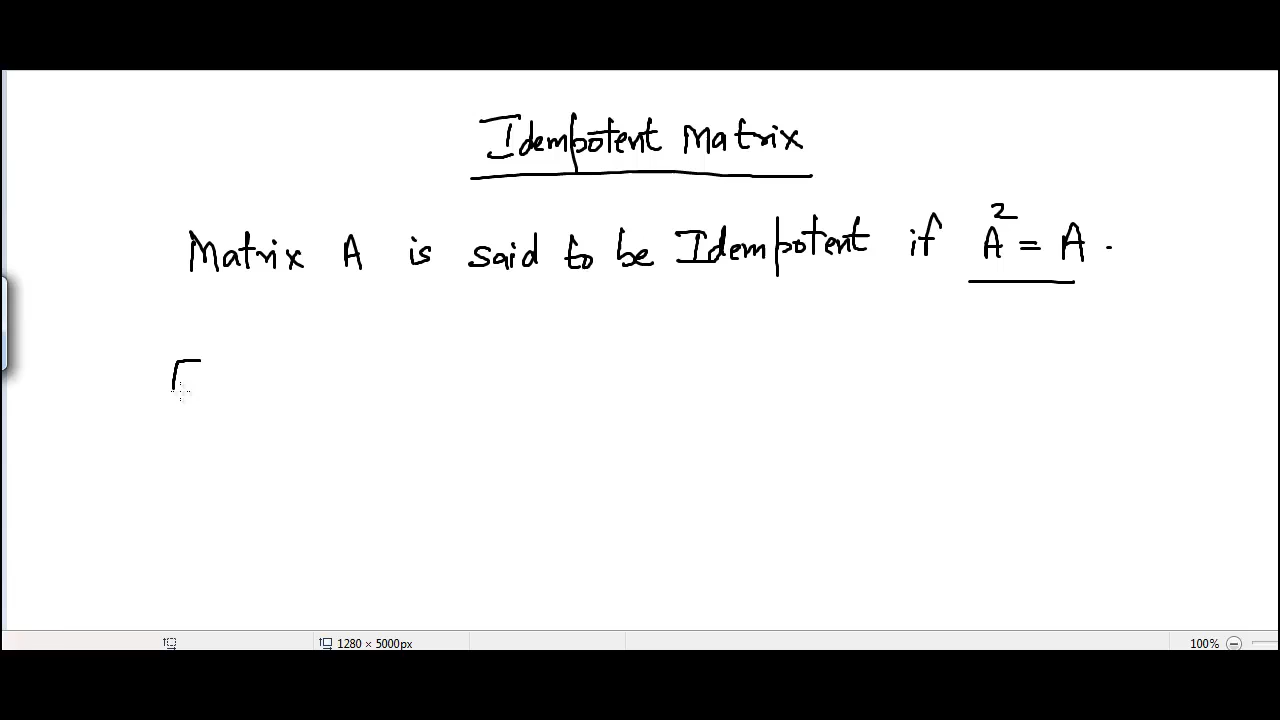 Idempotent Matrix
Matrix A is said to be Idempotent if A² = A .
1280 × 5000px
100%